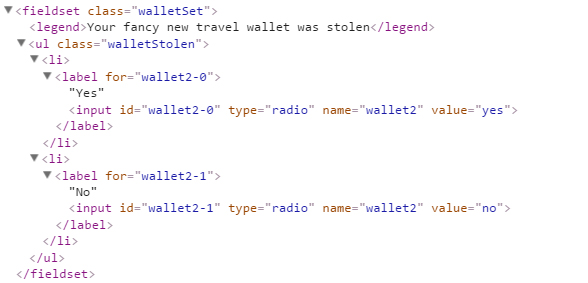 ▼<fieldset class="walletSet">
<legend>Your fancy new travel wallet was stolen</legend>
▼<ul class="walletStolen">
▼<li>
▼<label for="wallet2-0">
"Yes"
<input id="wallet2-0" type="radio" name="wallet2" value="yes">
</label>
</li>
▼<li>
▼<label for="wallet2-1">
"No"
<input id="wallet2-1" type="radio" name="wallet2" value="no">
</label>
</li>
</ul>
</fieldset>